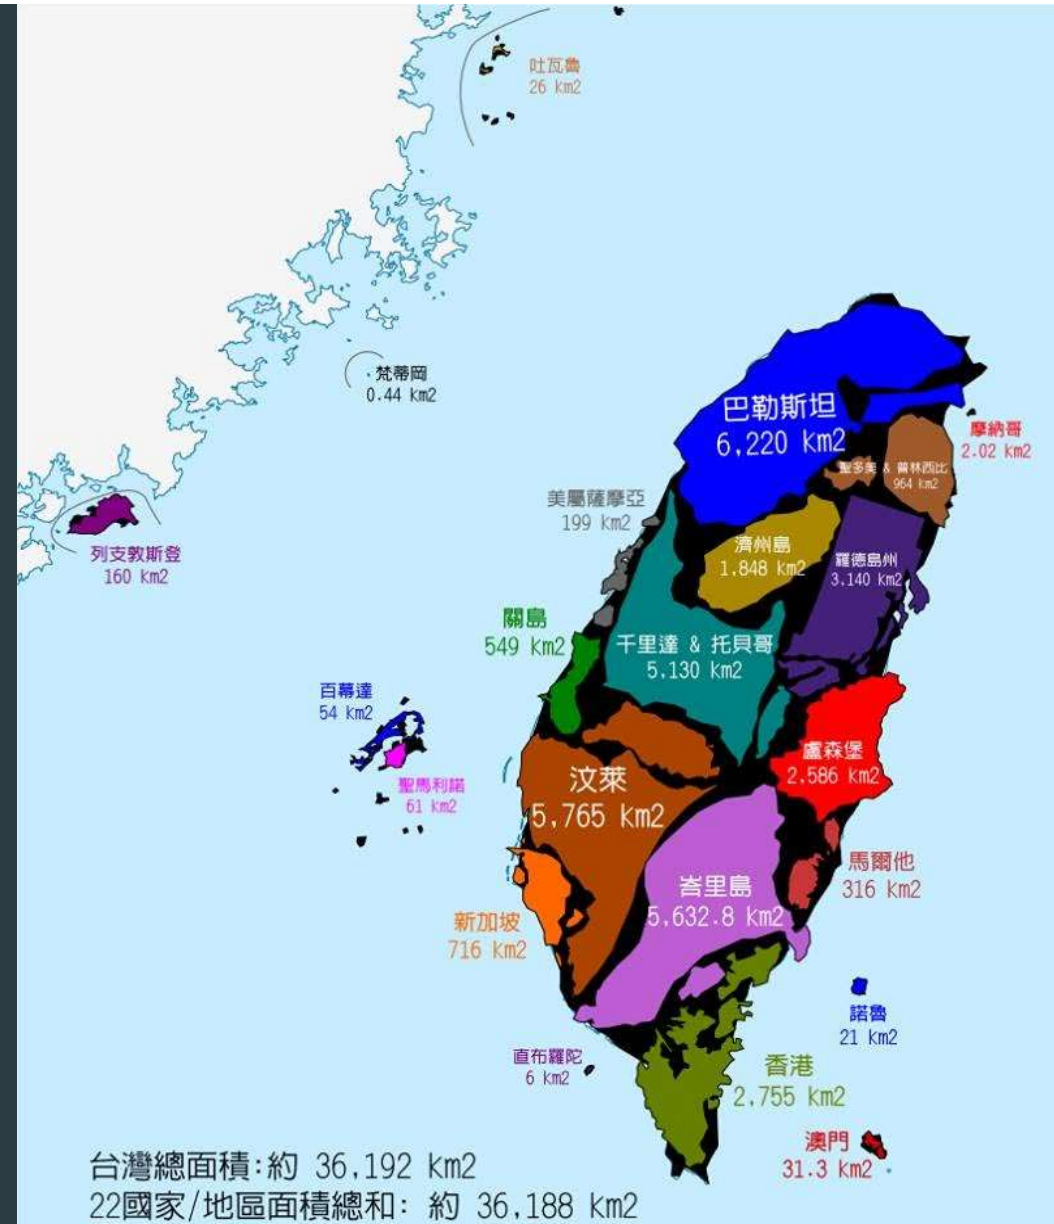 吐瓦魯
26 km2
梵蒂岡
0.44 km2
巴勒斯坦
6,220 km2
摩納哥
2.02 km2
聖多美 & 普林西比
964 km2
美屬薩摩亞
199 km2
濟州島
1,848 km2
羅德島州
3,140 km2
列支敦斯登
160 km2
關島
549 km2
千里達 & 托貝哥
5,130 km2
百慕達
54 km2
聖馬利諾
61 km2
盧森堡
2,586 km2
汶萊
5,765 km2
馬爾他
316 km2
峇里島
5,632.8 km2
新加坡
716 km2
諾魯
21 km2
直布羅陀
6 km2
香港
2,755 km2
澳門
31.3 km2
台灣總面積:約 36,192 km2
22國家/地區面積總和: 約 36,188 km2